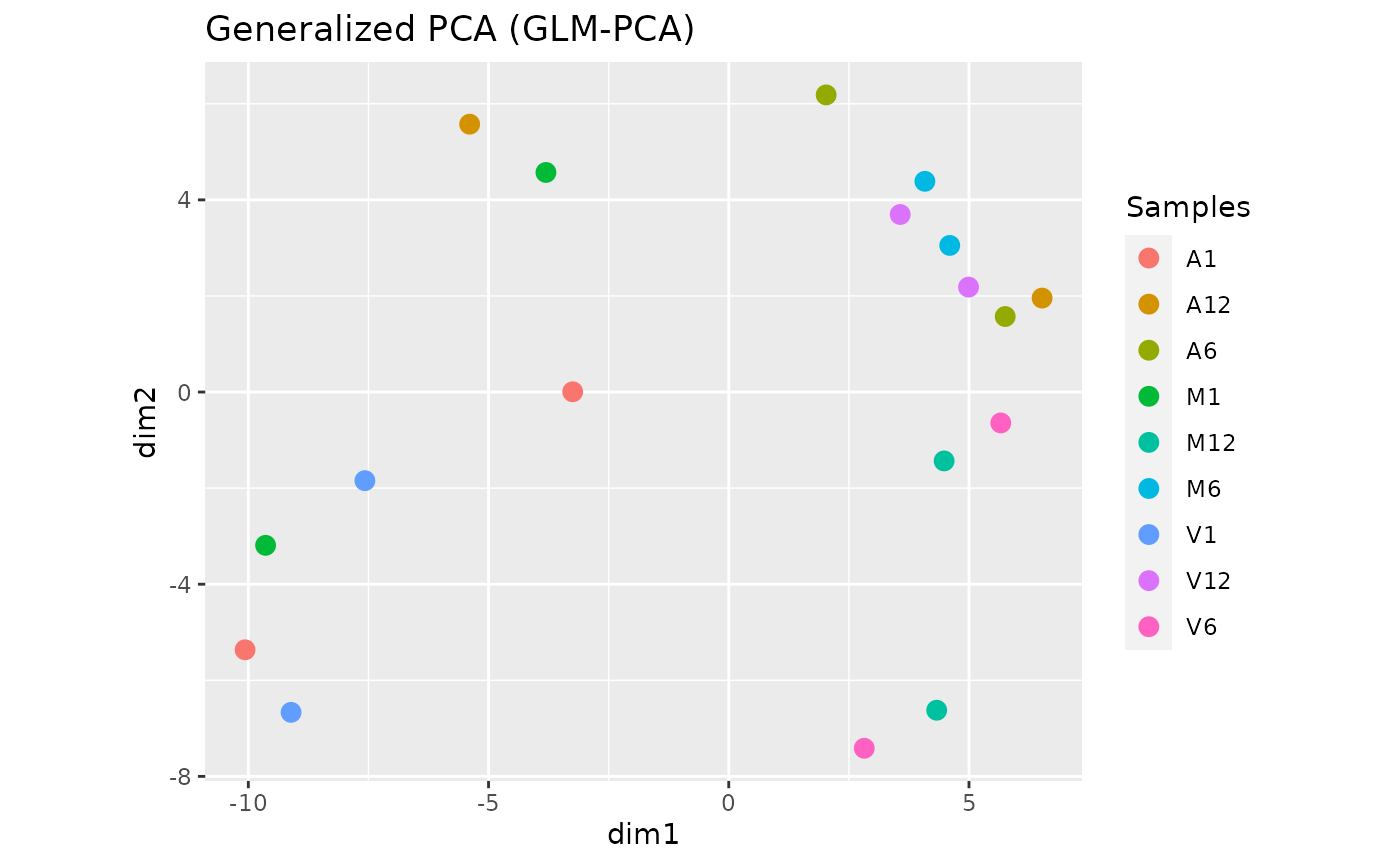 Generalized PCA (GLM-PCA)
4
0
-4
-8
dim2
-10
-5
0
5
dim1
Samples
A1
A12
A6
M1
M12
M6
V1
V12
V6